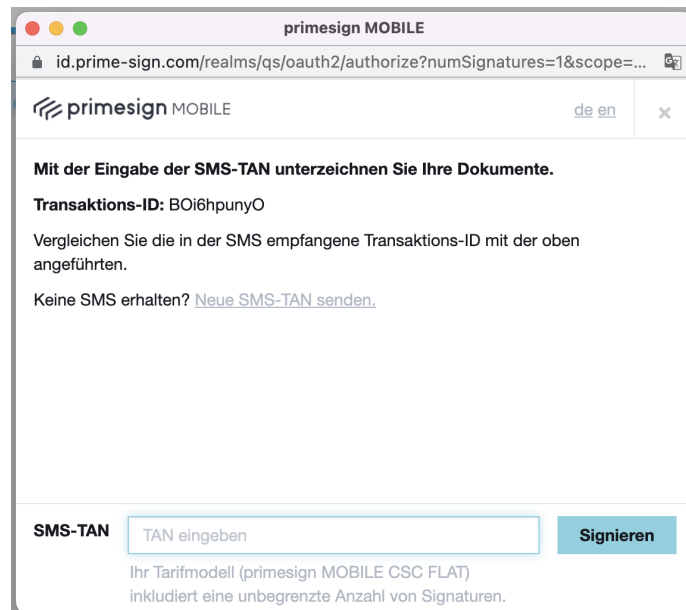 primesign MOBILE
id.prime-sign.com/realms/qs/oauth2/authorize?numSignatures=1&scope=...
primesign MOBILE
de en
Mit der Eingabe der SMS-TAN unterzeichnen Sie Ihre Dokumente.
Transaktions-ID: BOi6hpunyO
Vergleichen Sie die in der SMS empfangene Transaktions-ID mit der oben
angeführten.
Keine SMS erhalten? Neue SMS-TAN senden.
SMS-TAN TAN eingeben Signieren
Ihr Tarifmodell (primesign MOBILE CSC FLAT)
inkludiert eine unbegrenzte Anzahl von Signaturen.